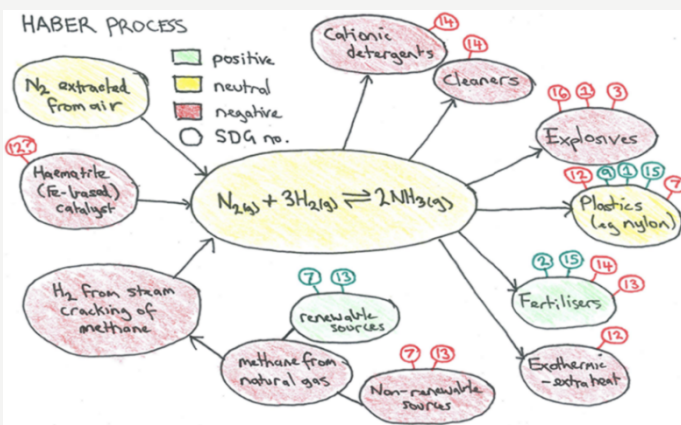 HABER PROCESS
positive
neutral
negative
SDG no.
N₂ extracted
from air
12?
Haematite
(Fe-based)
catalyst
H₂ from steam
cracking of
methane
7 13
renewable
sources
methane from
natural gas
7 13
Non-renewable
sources
N₂(g) + 3H₂(g) ⇌ 2NH₃(g)
14
Cationic
detergents
14
Cleaners
16 2 3
Explosives
12 9 1 15 7
Plastics
(eg nylon)
2 15 14 13
Fertilisers
12
Exothermic
-extra heat